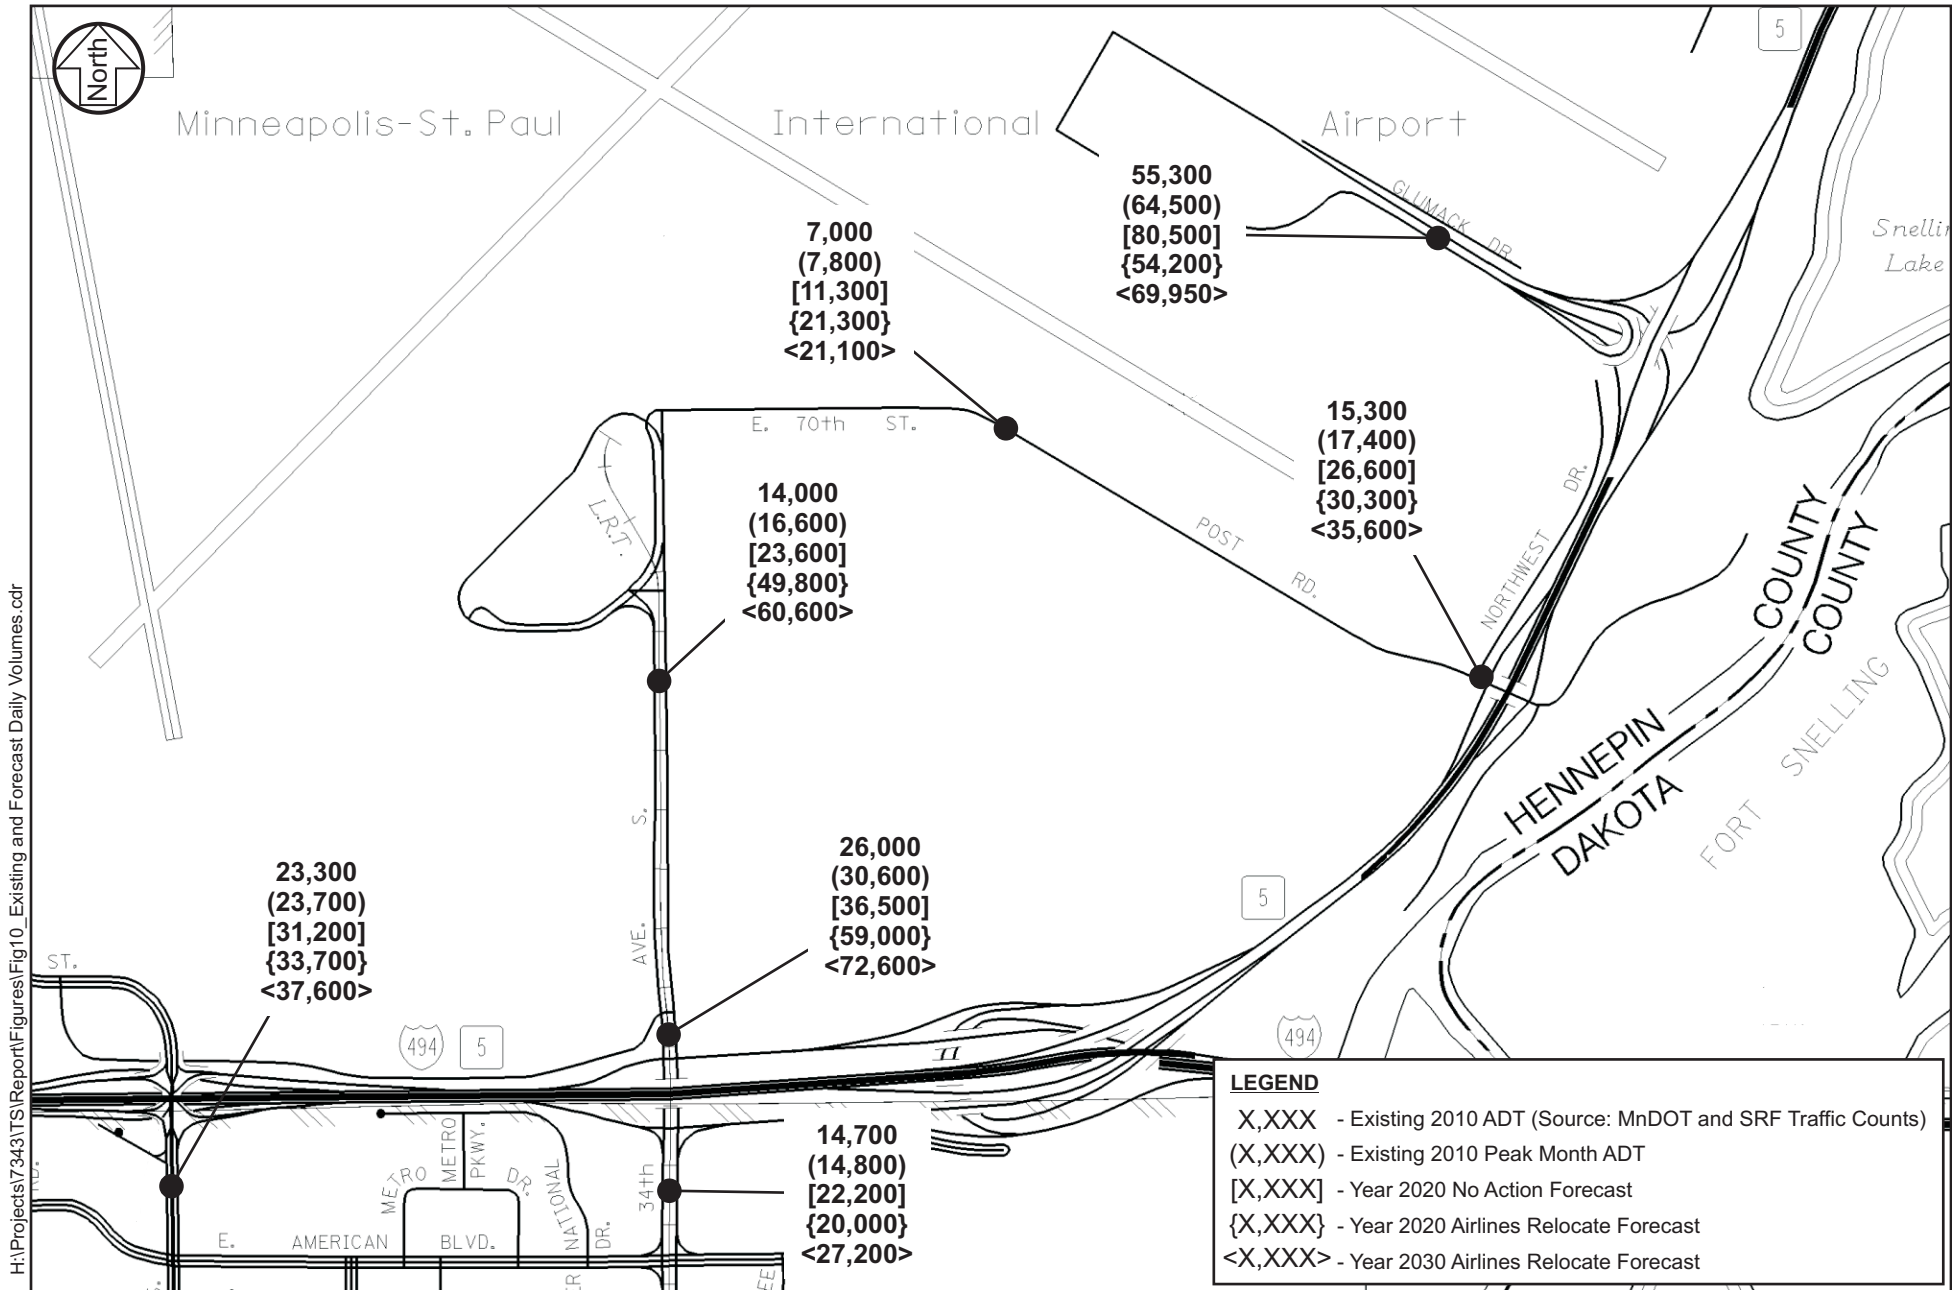 North
5
Minneapolis-St. Paul International Airport
55,300
(64,500)
[80,500]
{54,200}
<69,950>
GLUMACK DR.
Lake
7,000
(7,800)
[11,300]
{21,300}
<21,100>
E. 70th ST.
15,300
(17,400)
[26,600]
{30,300}
<35,600>
L.R.T.
14,000
(16,600)
[23,600]
{49,800}
<60,600>
POST RD.
NORTHWEST DR.
COUNTY
COUNTY
HENNEPIN
DAKOTA
FORT SNELLING
S.
AVE.
26,000
(30,600)
[36,500]
{59,000}
<72,600>
23,300
(23,700)
[31,200]
{33,700}
<37,600>
5
ST.
494
5
494
14,700
(14,800)
[22,200]
{20,000}
<27,200>
METRO PKWY.
METRO DR.
NATIONAL DR.
34th
RD.
E. AMERICAN BLVD.
S.
ER
EE
LEGEND
X,XXX - Existing 2010 ADT (Source: MnDOT and SRF Traffic Counts)
(X,XXX) - Existing 2010 Peak Month ADT
[X,XXX] - Year 2020 No Action Forecast
{X,XXX} - Year 2020 Airlines Relocate Forecast
<X,XXX> - Year 2030 Airlines Relocate Forecast
H:\Projects\7343\TS\Report\Figures\Fig10_Existing and Forecast Daily Volumes.cdr